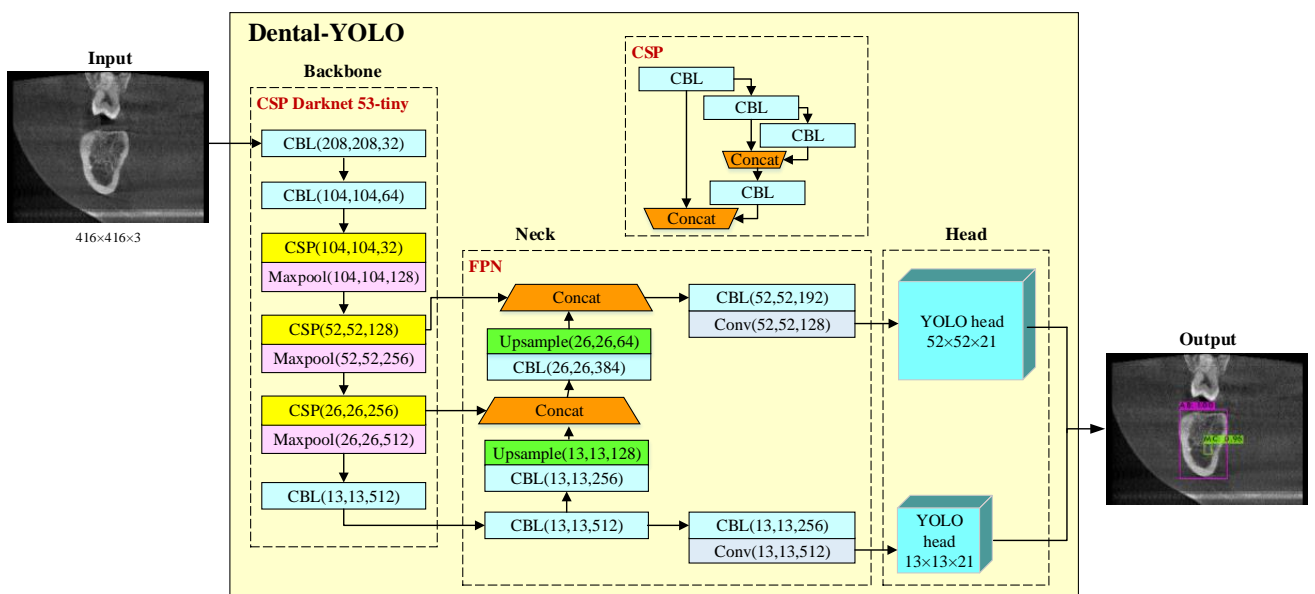 Dental-YOLO
Input
416×416×3
Backbone
CSP Darknet 53-tiny
CBL(208,208,32)
CBL(104,104,64)
CSP(104,104,32)
Maxpool(104,104,128)
CSP(52,52,128)
Maxpool(52,52,256)
CSP(26,26,256)
Maxpool(26,26,512)
CBL(13,13,512)
CSP
CBL
CBL
CBL
Concat
CBL
Concat
Neck
FPN
Concat
Upsample(26,26,64)
CBL(26,26,384)
Concat
Upsample(13,13,128)
CBL(13,13,256)
CBL(13,13,512)
CBL(52,52,192)
Conv(52,52,128)
CBL(13,13,256)
Conv(13,13,512)
Head
YOLO head
52×52×21
YOLO
head
13×13×21
Output
MC: 0.96